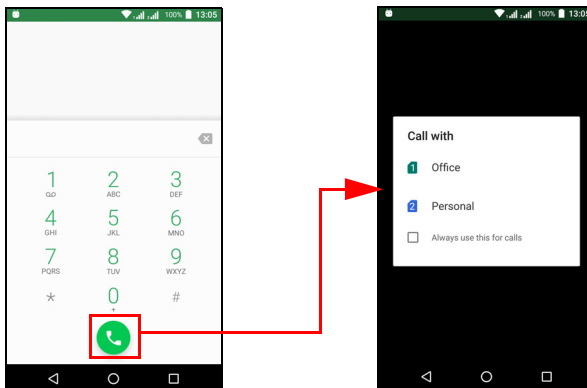 100% 13:05
1 2 3
ABC DEF
4 5 6
GHI JKL MNO
7 8 9
PQRS TUV WXYZ
* 0 #
+
100% 13:05
Call with
1 Office
2 Personal
Always use this for calls